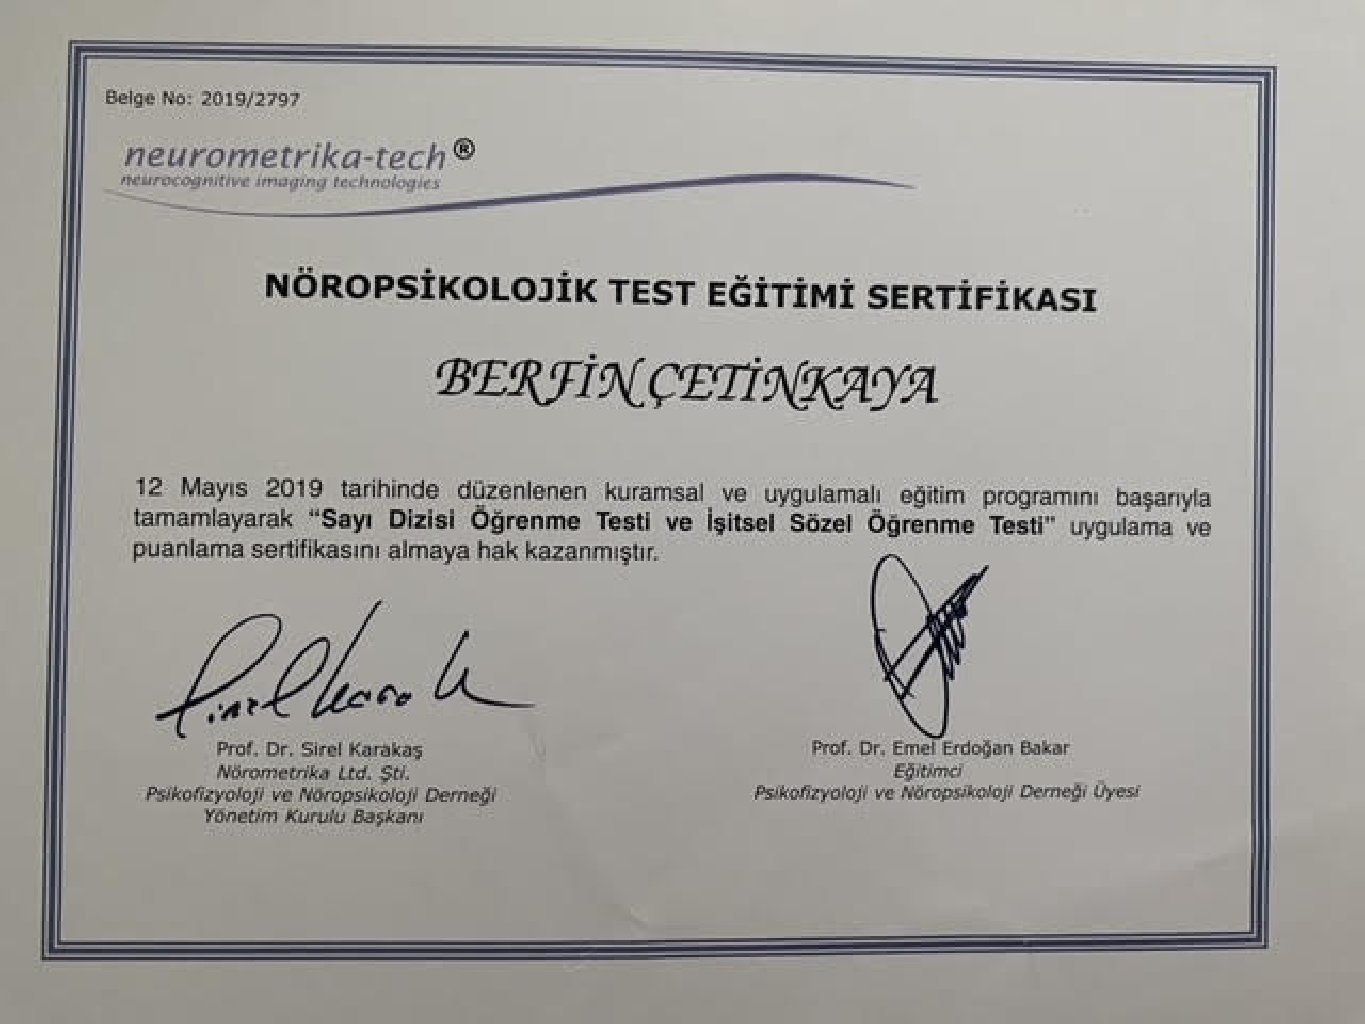 Belge No: 2019/2797
neurometrika-tech®
neurocognitive imaging technologies
NÖROPSİKOLOJİK TEST EĞİTİMİ SERTİFİKASI
BERFİN ÇETİNKAYA
12 Mayıs 2019 tarihinde düzenlenen kuramsal ve uygulamalı eğitim programını başarıyla
tamamlayarak “Sayı Dizisi Öğrenme Testi ve İşitsel Sözel Öğrenme Testi” uygulama ve
puanlama sertifikasını almaya hak kazanmıştır.
Prof. Dr. Sirel Karakaş
Nörometrika Ltd. Şti.
Psikofizyoloji ve Nöropsikoloji Derneği
Yönetim Kurulu Başkanı
Prof. Dr. Emel Erdoğan Bakar
Eğitimci
Psikofizyoloji ve Nöropsikoloji Derneği Üyesi